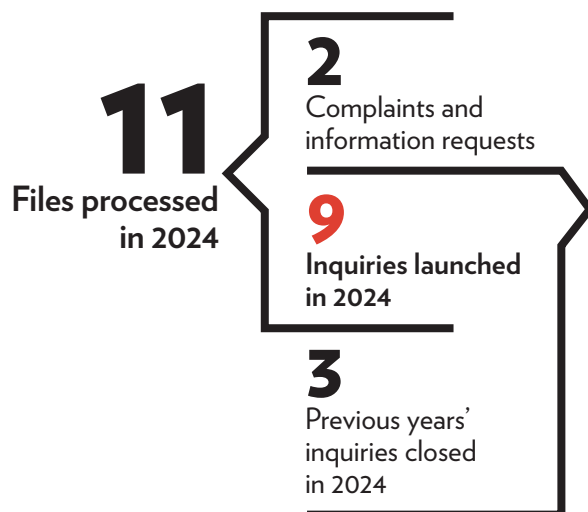 11
Files processed
in 2024
2
Complaints and
information requests
9
Inquiries launched
in 2024
3
Previous years’
inquiries closed
in 2024